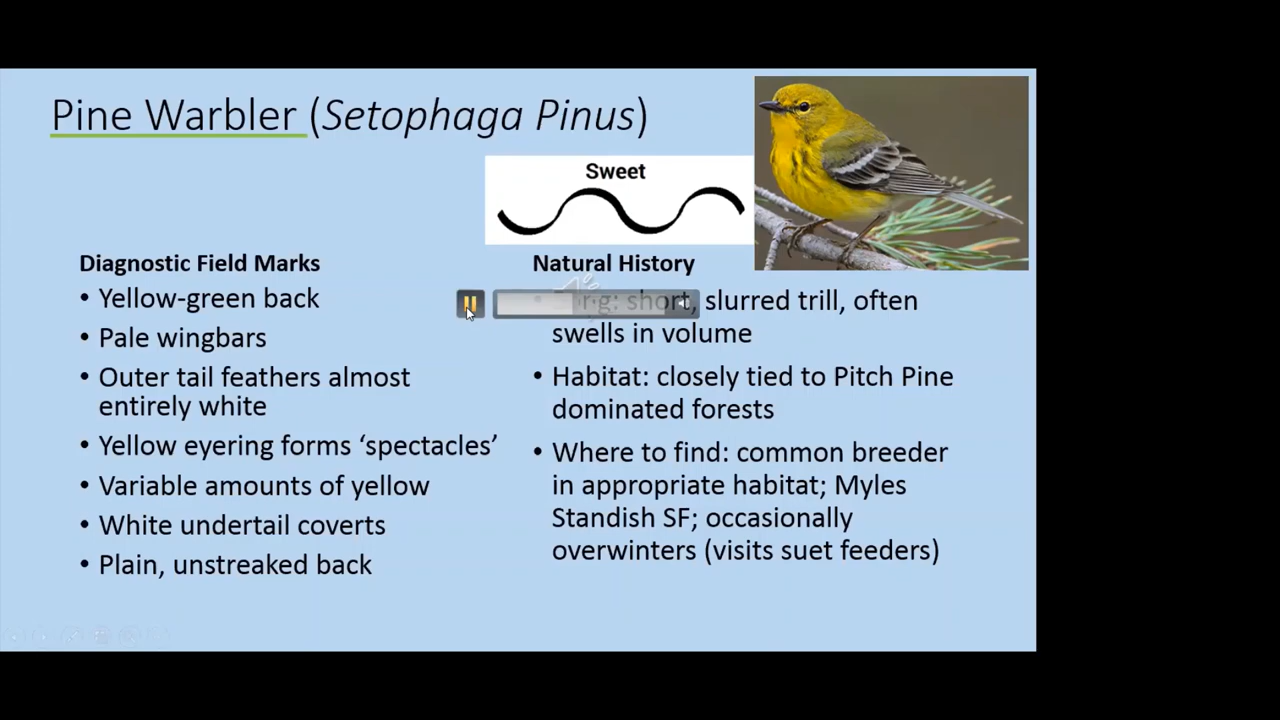 Pine Warbler (Setophaga Pinus)
Sweet
Diagnostic Field Marks
• Yellow-green back
• Pale wingbars
• Outer tail feathers almost
entirely white
• Yellow eyering forms ‘spectacles’
• Variable amounts of yellow
• White undertail coverts
• Plain, unstreaked back
Natural History
• Song: short, slurred trill, often
swells in volume
• Habitat: closely tied to Pitch Pine
dominated forests
• Where to find: common breeder
in appropriate habitat; Myles
Standish SF; occasionally
overwinters (visits suet feeders)